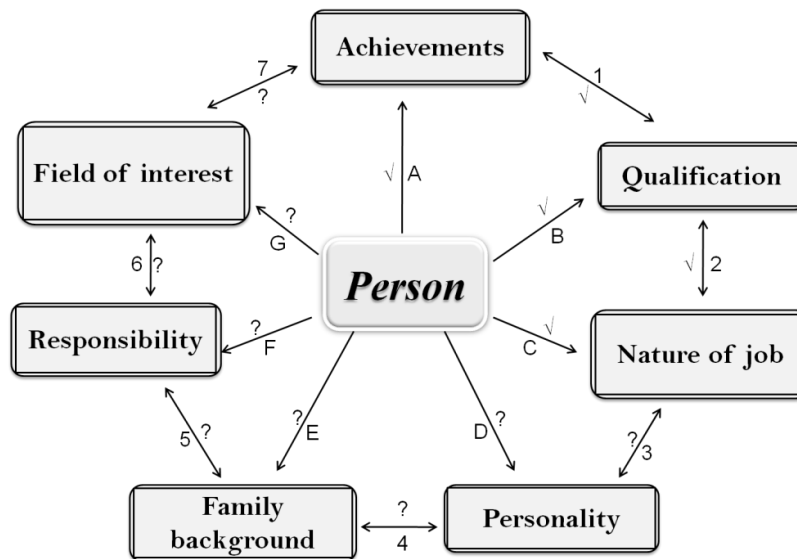 Achievements
7
?
1
√
Field of interest
Qualification
√
A
√
B
?
G
6
?
√
2
Person
Responsibility
?
F
√
C
Nature of job
5
?
?
E
D
?
?
3
Family
background
?
4
Personality